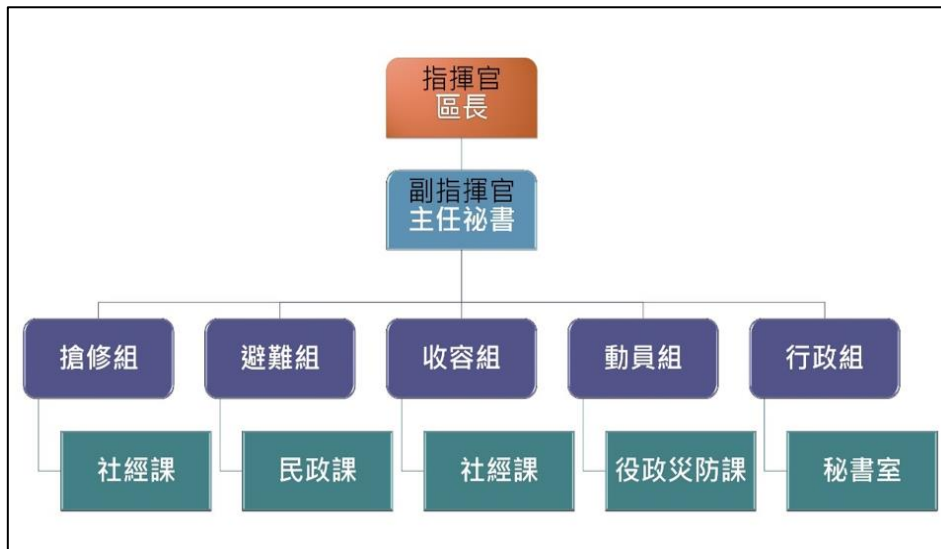 指揮官
區長
副指揮官
主任祕書
搶修組
避難組
收容組
動員組
行政組
社經課
民政課
社經課
役政災防課
秘書室